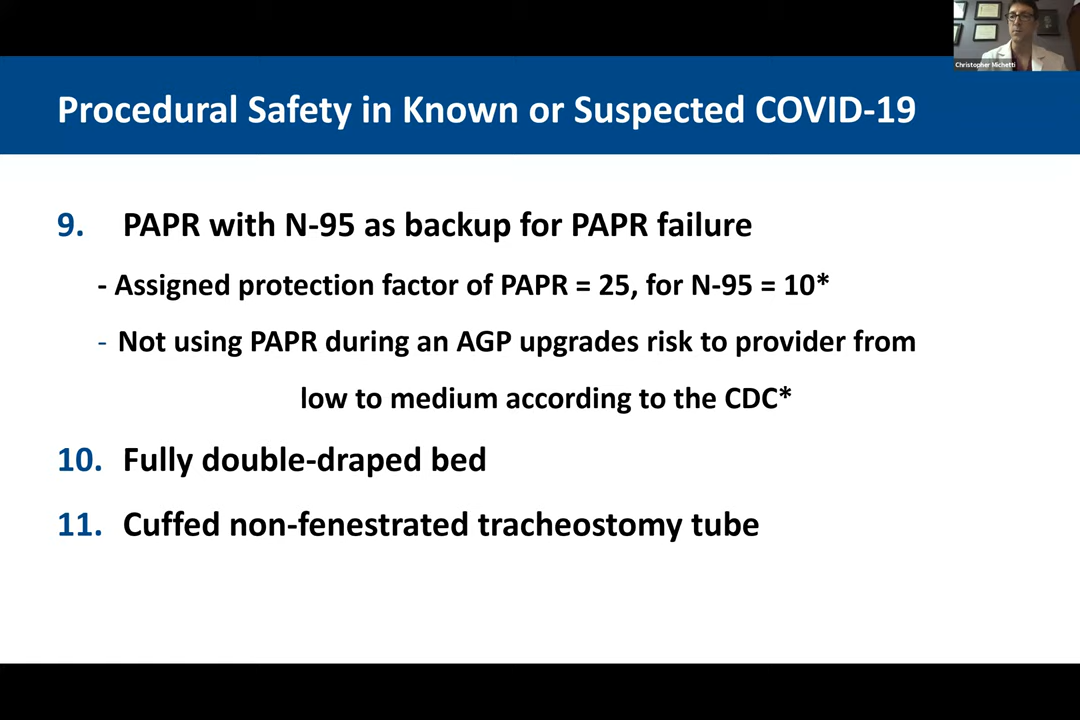 Christopher Michetti
Procedural Safety in Known or Suspected COVID-19
9. PAPR with N-95 as backup for PAPR failure
- Assigned protection factor of PAPR = 25, for N-95 = 10*
- Not using PAPR during an AGP upgrades risk to provider from
low to medium according to the CDC*
10. Fully double-draped bed
11. Cuffed non-fenestrated tracheostomy tube